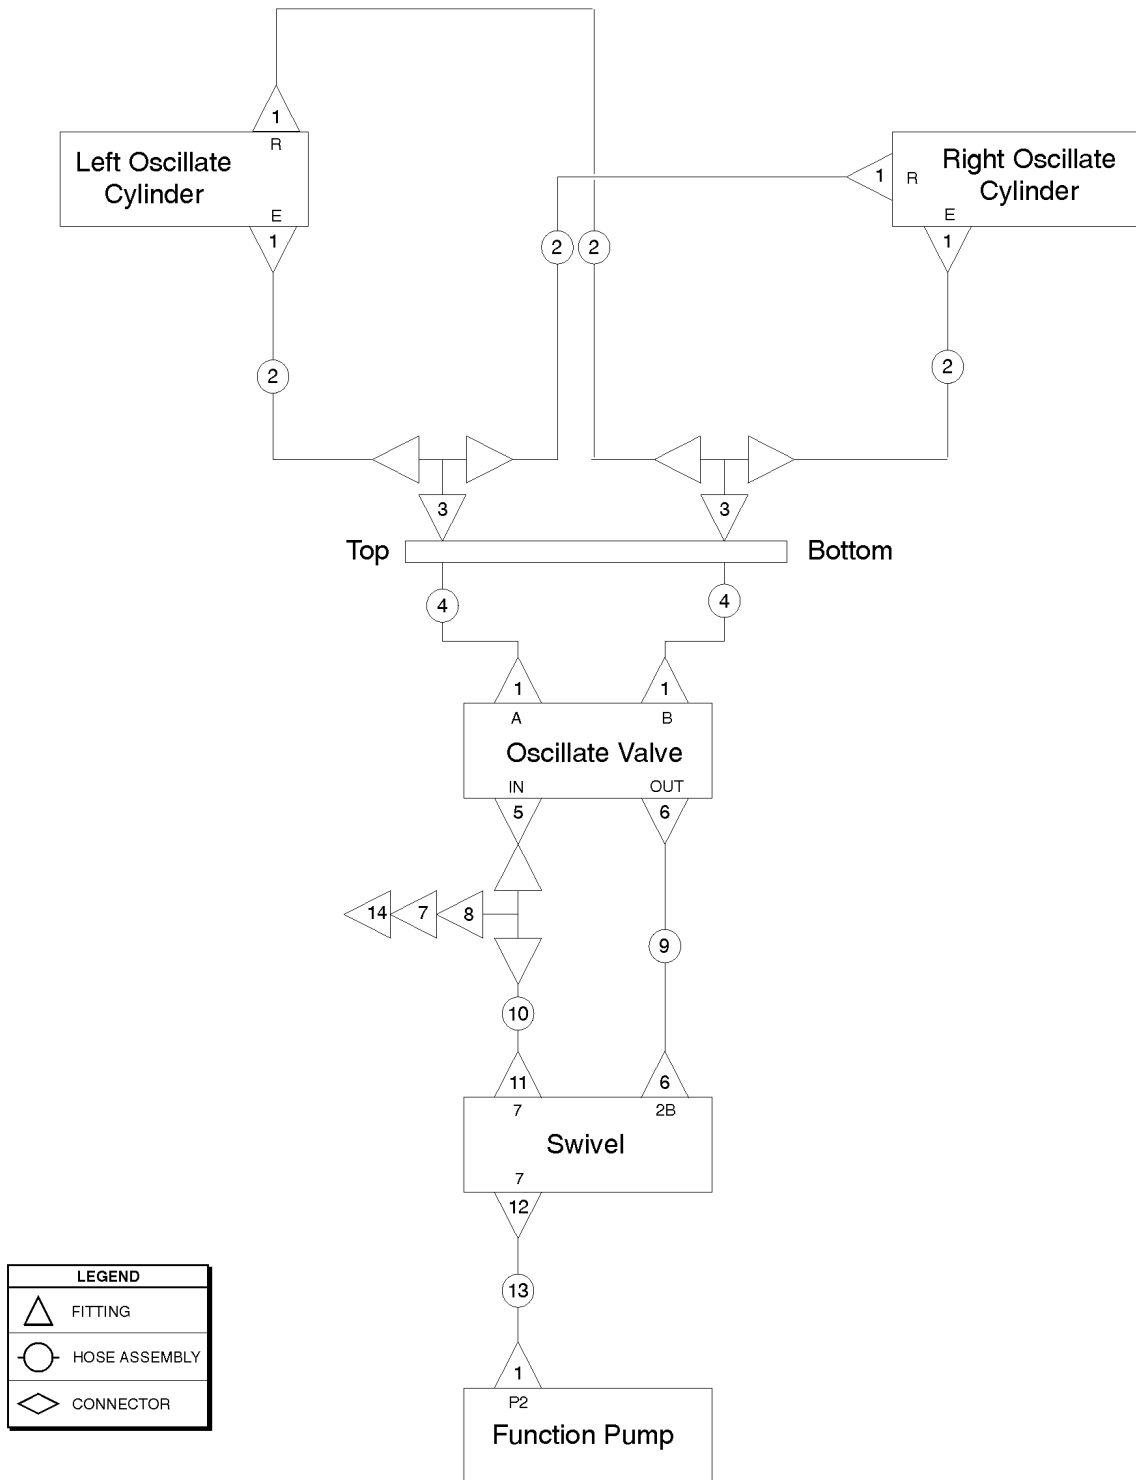 1
R
Left Oscillate
Cylinder
E
1
1
R
Right Oscillate
Cylinder
E
1
2
2
2
2
3
3
Top
Bottom
4
4
1
1
A
B
Oscillate Valve
IN
OUT
5
6
14
7
8
9
10
11
6
7
2B
Swivel
7
12
13
1
P2
Function Pump
LEGEND
FITTING
HOSE ASSEMBLY
CONNECTOR